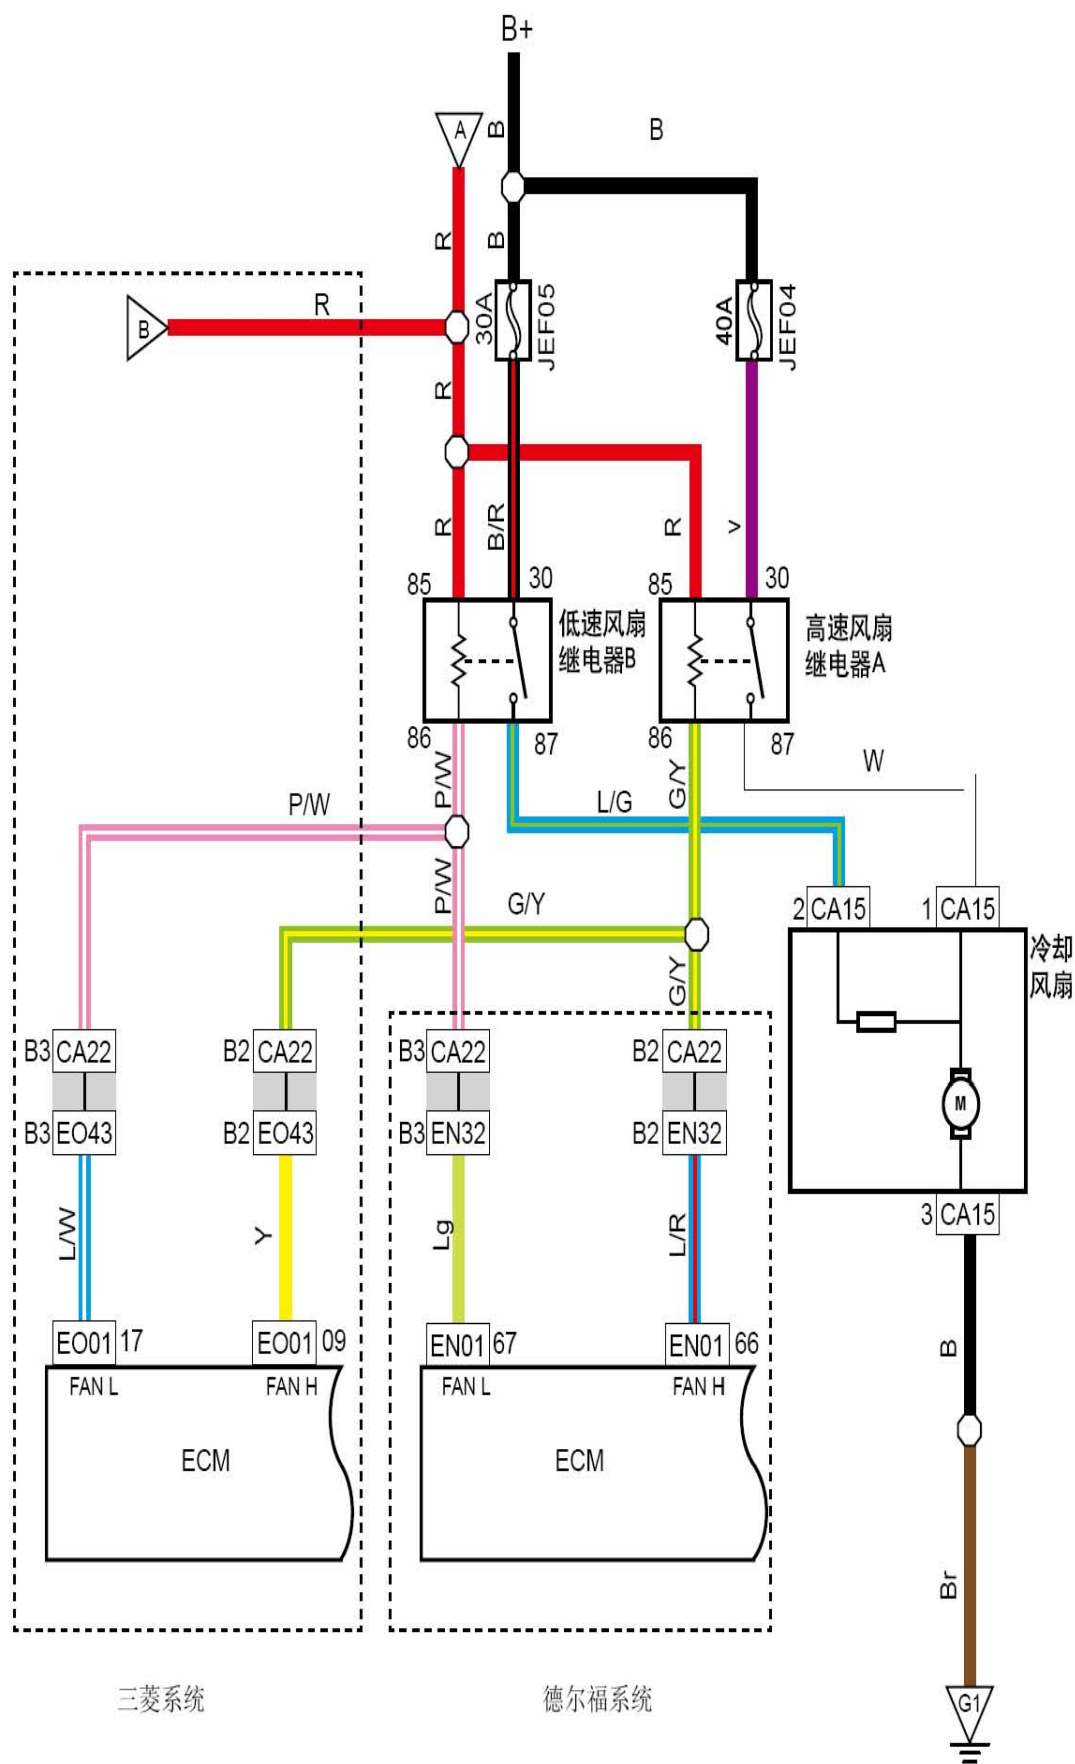 B+
A
B
B
R
B
R
B
30A
JEF05
40A
JEF04
R
R
B/R
R
V
85
30
85
30
低速风扇
继电器B
高速风扇
继电器A
86
87
86
87
P/W
G/Y
W
P/W
L/G
P/W
G/Y
G/Y
2 CA15
1 CA15
冷却
风扇
B3 CA22
B2 CA22
B3 CA22
B2 CA22
M
B3 EO43
B2 EO43
B3 EN32
B2 EN32
L/W
Y
Lg
L/R
3 CA15
EO01 17
EO01 09
EN01 67
EN01 66
B
FAN L
FAN H
FAN L
FAN H
ECM
ECM
Br
三菱系统
德尔福系统
G1